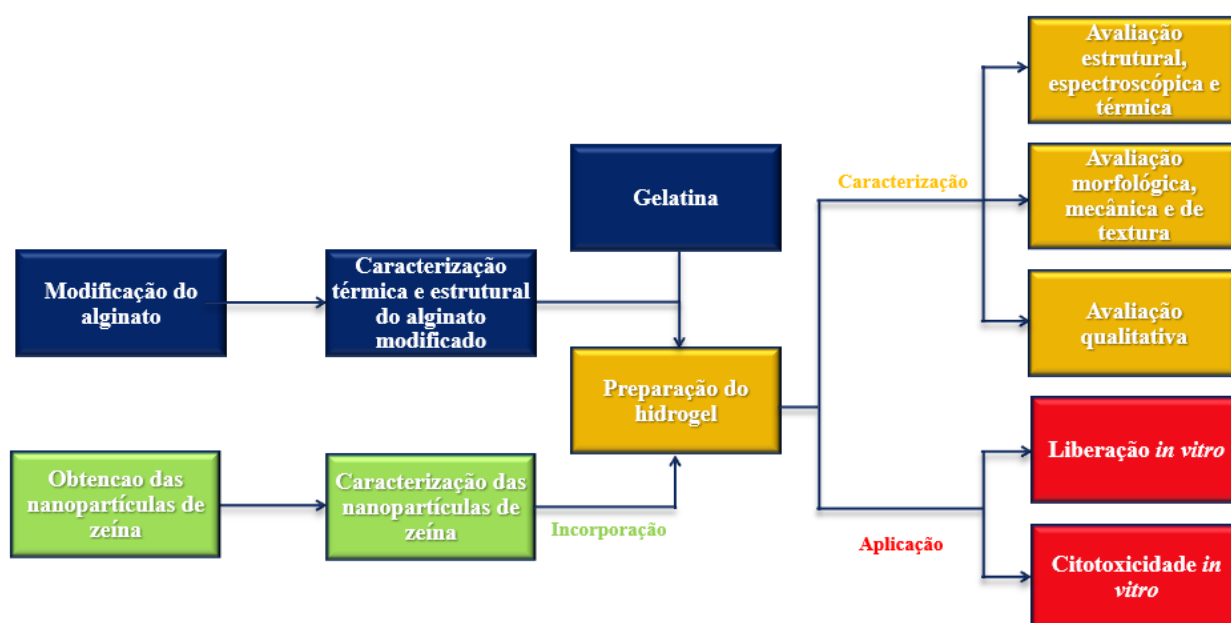 Modificação do
alginato
Caracterização
térmica e estrutural
do alginato
modificado
Gelatina
Obtencao das
nanopartículas de
zeína
Caracterização das
nanopartículas de
zeína
Incorporação
Preparação do
hidrogel
Caracterização
Avaliação
estrutural,
espectroscópica e
térmica
Avaliação
morfológica,
mecânica e de
textura
Avaliação
qualitativa
Aplicação
Liberação in vitro
Citotoxicidade in
vitro